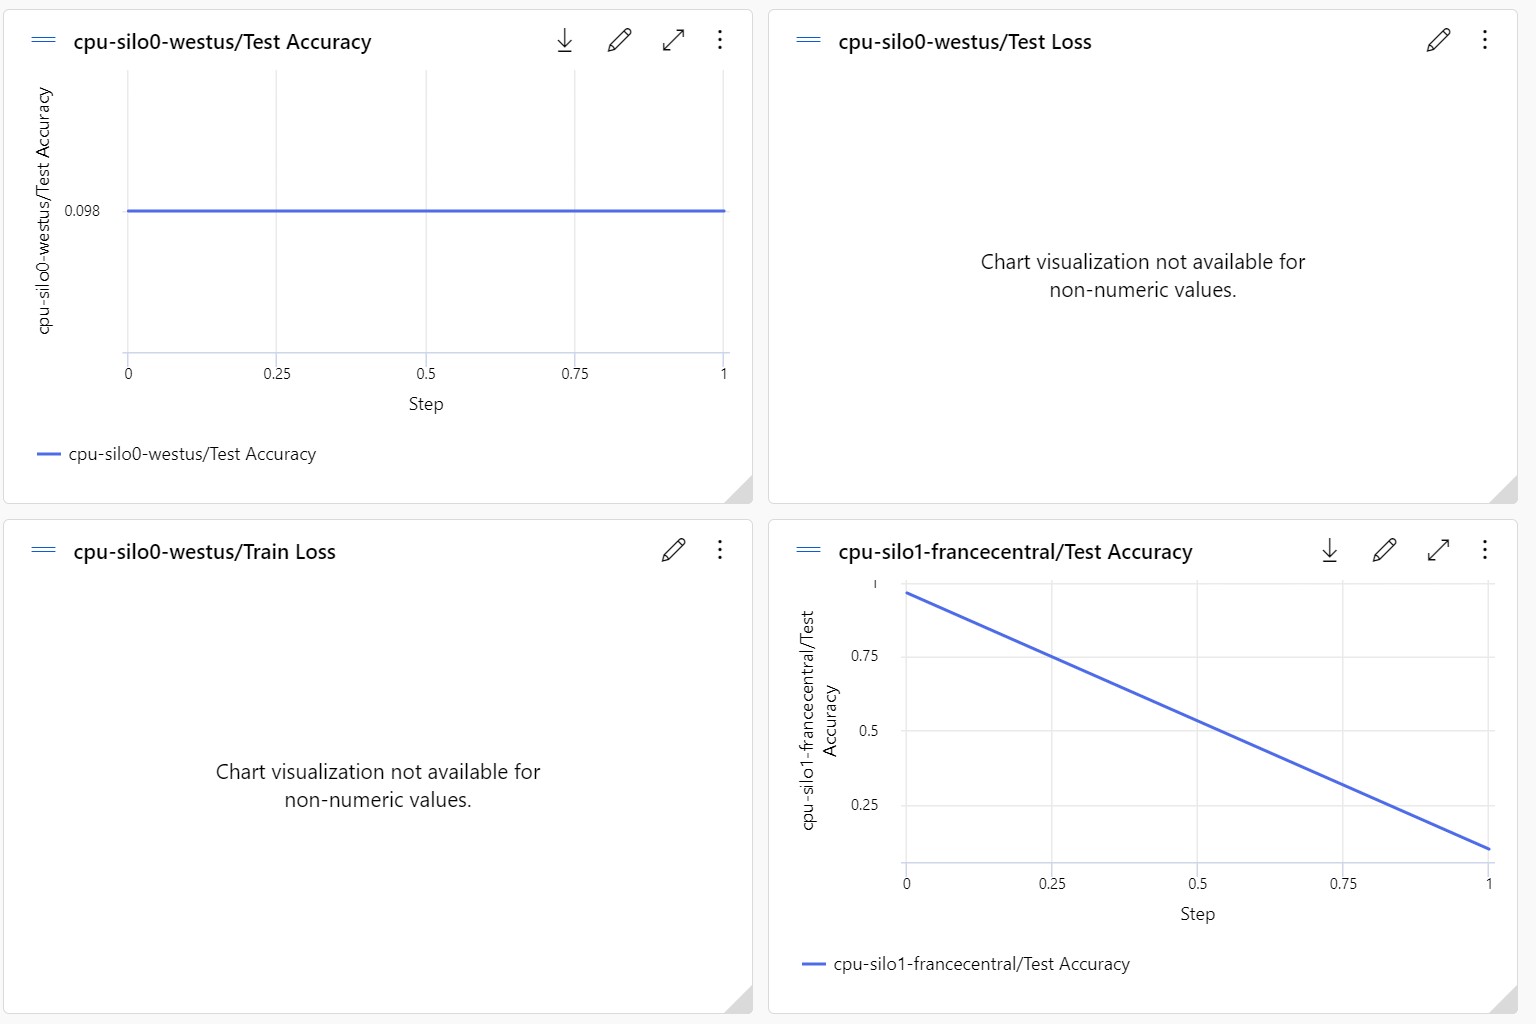 cpu-silo0-westus/Test Accuracy
cpu-silo0-westus/Test Accuracy
0.098
0 0.25 0.5 0.75 1
Step
cpu-silo0-westus/Test Accuracy
cpu-silo0-westus/Test Loss
Chart visualization not available for
non-numeric values.
cpu-silo0-westus/Train Loss
Chart visualization not available for
non-numeric values.
cpu-silo1-francecentral/Test Accuracy
cpu-silo1-francecentral/Test
Accuracy
1
0.75
0.5
0.25
0 0.25 0.5 0.75 1
Step
cpu-silo1-francecentral/Test Accuracy